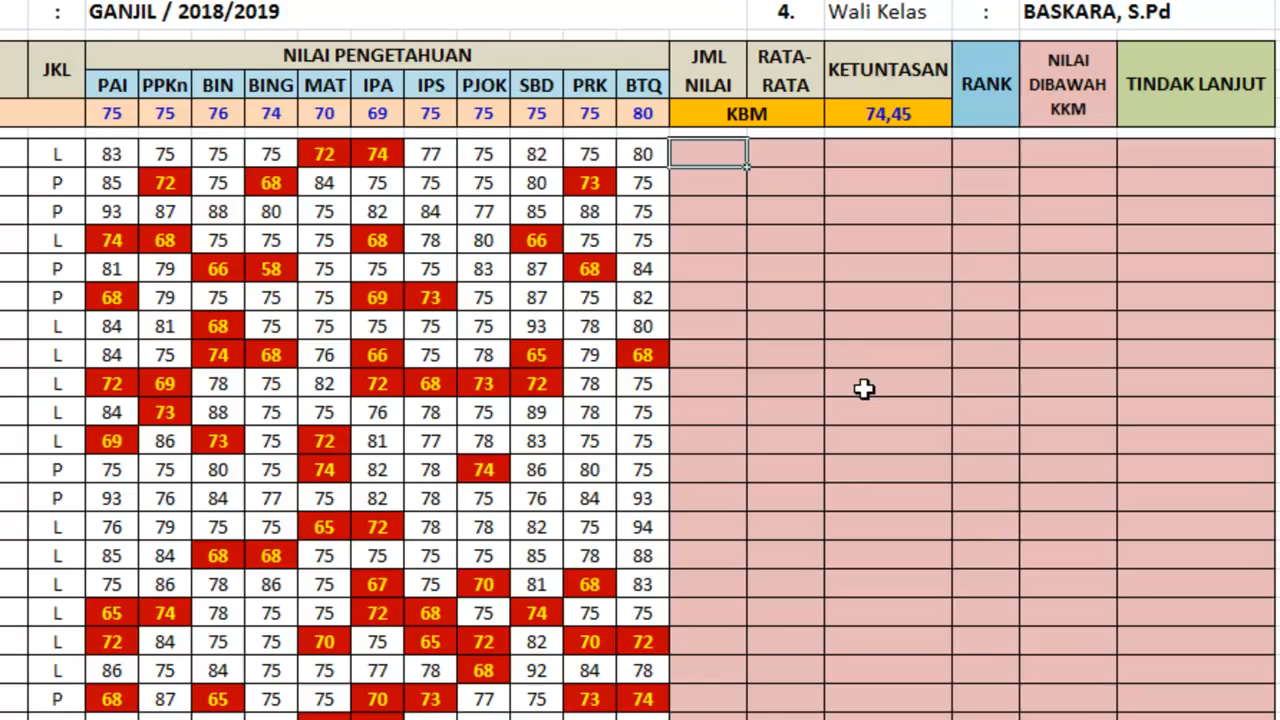 : GANJIL / 2018/2019 4. Wali Kelas : BASKARA, S.Pd
JKL NILAI PENGETAHUAN JML NILAI RATA-RATA KETUNTASAN RANK NILAI DIBAWAH KKM TINDAK LANJUT
PAI PPKn BIN BING MAT IPA IPS PJOK SBD PRK BTQ
75 75 76 74 70 69 75 75 75 75 80 KBM 74,45
L 83 75 75 75 72 74 77 75 82 75 80
P 85 72 75 68 84 75 75 75 80 73 75
P 93 87 88 80 75 82 84 77 85 88 75
L 74 68 75 75 75 68 78 80 66 75 75
P 81 79 66 58 75 75 75 83 87 68 84
P 68 79 75 75 75 69 73 75 87 75 82
L 84 81 68 75 75 75 75 75 93 78 80
L 84 75 74 68 76 66 75 78 65 79 68
L 72 69 78 75 82 72 68 73 72 78 75
L 84 73 88 75 75 76 78 75 89 78 75
L 69 86 73 75 72 81 77 78 83 75 75
P 75 75 80 75 74 82 78 74 86 80 75
P 93 76 84 77 75 82 78 75 76 84 93
L 76 79 75 75 65 72 78 78 82 75 94
L 85 84 68 68 75 75 75 75 85 78 88
L 75 86 78 86 75 67 75 70 81 68 83
L 65 74 78 75 75 72 68 75 74 75 75
L 72 84 75 75 70 75 65 72 82 70 72
L 86 75 84 75 75 77 78 68 92 84 78
P 68 87 65 75 75 70 73 77 75 73 74